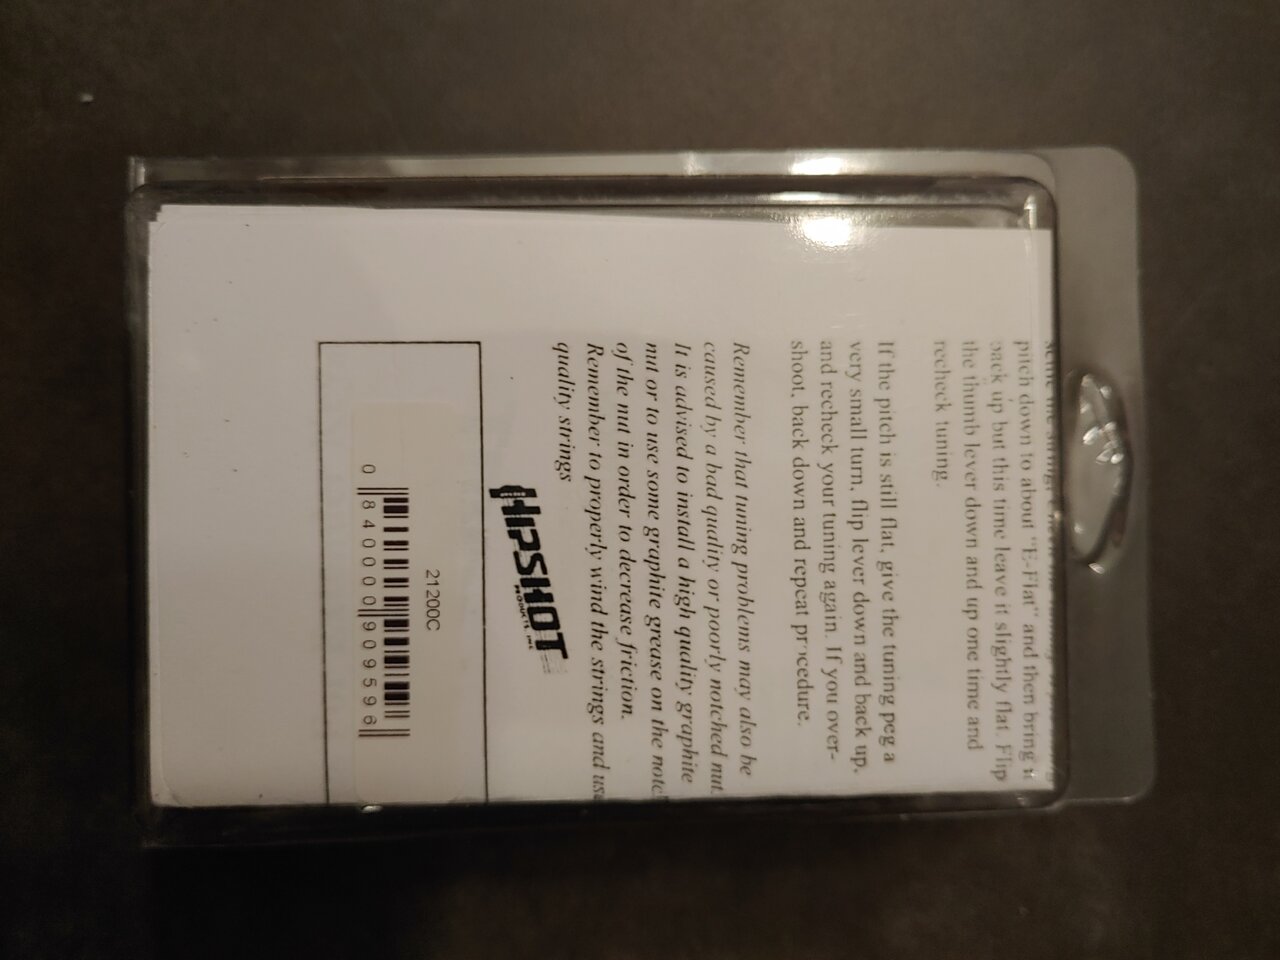 pitch down to about "E-Flat" and then bring it
back up but this time leave it slightly flat. Flip
the thumb lever down and up one time and
recheck tuning.
If the pitch is still flat, give the tuning peg a
very small turn, flip lever down and back up,
and recheck your tuning again. If you over-
shoot, back down and repeat procedure.
Remember that tuning problems may also be
caused by a bad quality or poorly notched nut.
It is advised to install a high quality graphite
nut or to use some graphite grease on the notch
of the nut in order to decrease friction.
Remember to properly wind the strings and use
quality strings
HIPSHOT
PRODUCTS, INC.
21200C
0 84000 90959 6